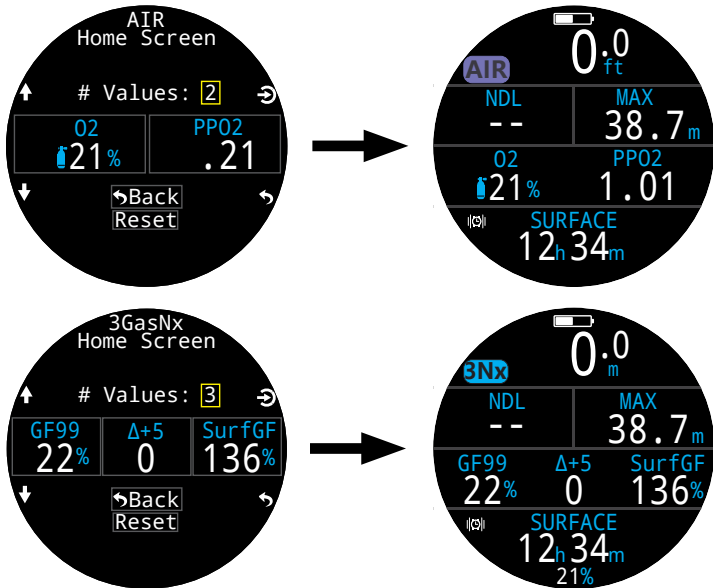 AIR
Home Screen
# Values: 2
O2 PPO2
21% .21
Back
Reset
0.0
ft
AIR
NDL MAX
-- 38.7m
O2 PPO2
21% 1.01
SURFACE
12h34m
3GasNx
Home Screen
# Values: 3
GF99 Δ+5 SurfGF
22% 0 136%
Back
Reset
0.0
m
3Nx
NDL MAX
-- 38.7m
GF99 Δ+5 SurfGF
22% 0 136%
SURFACE
12h34m
21%